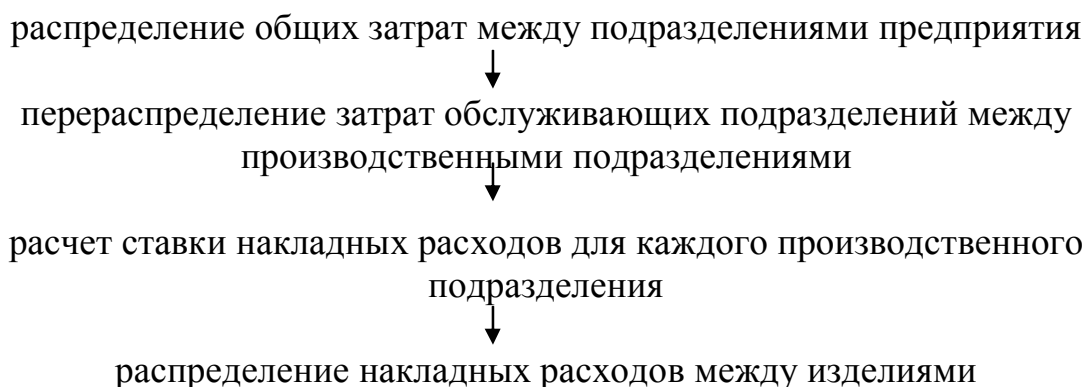 распределение общих затрат между подразделениями предприятия
перераспределение затрат обслуживающих подразделений между
производственными подразделениями
расчет ставки накладных расходов для каждого производственного
подразделения
распределение накладных расходов между изделиями